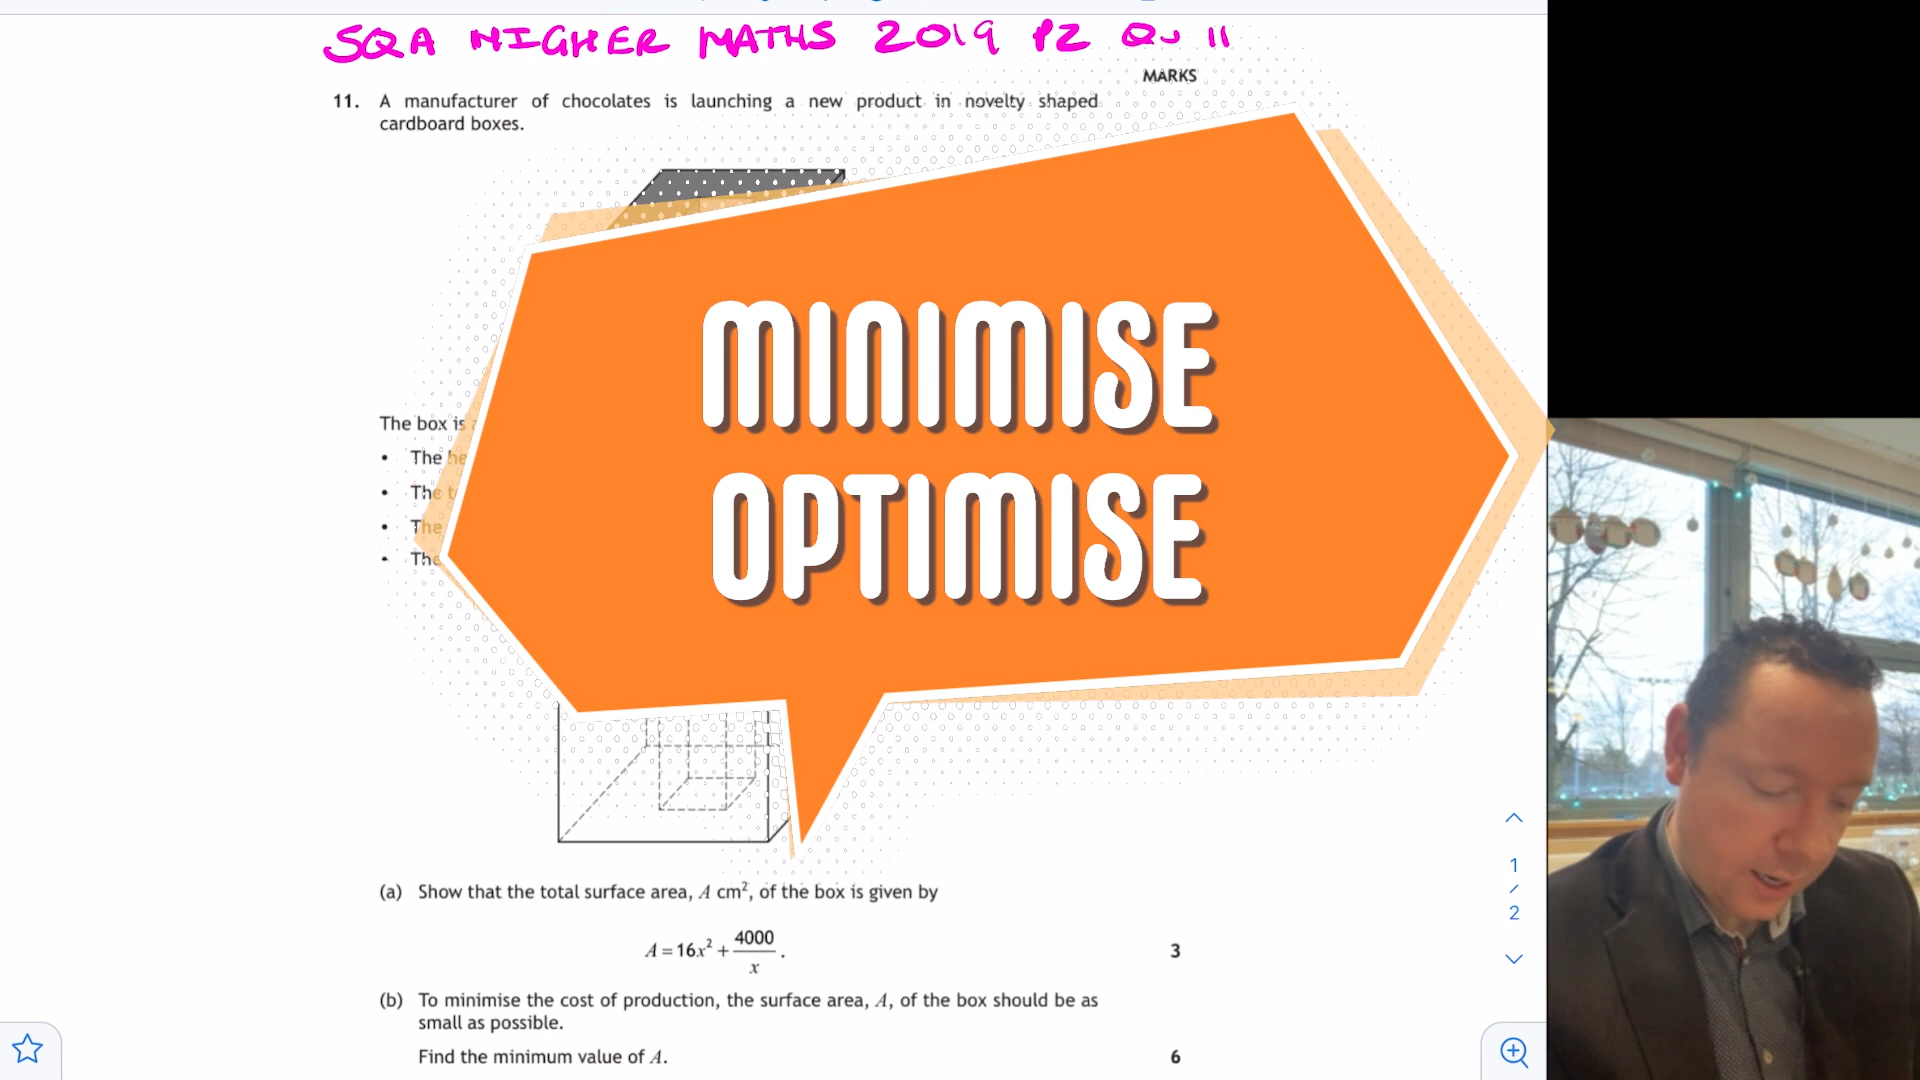 SQA HIGHER MATHS 2019 P2 QU 11
MARKS
11. A manufacturer of chocolates is launching a new product in novelty shaped
cardboard boxes.
MINIMISE
OPTIMISE
The box is
• The he
• The t
• The
• The
(a) Show that the total surface area, A cm², of the box is given by
A = 16x² + 4000/x .
3
(b) To minimise the cost of production, the surface area, A, of the box should be as
small as possible.
Find the minimum value of A.
6
1
/
2